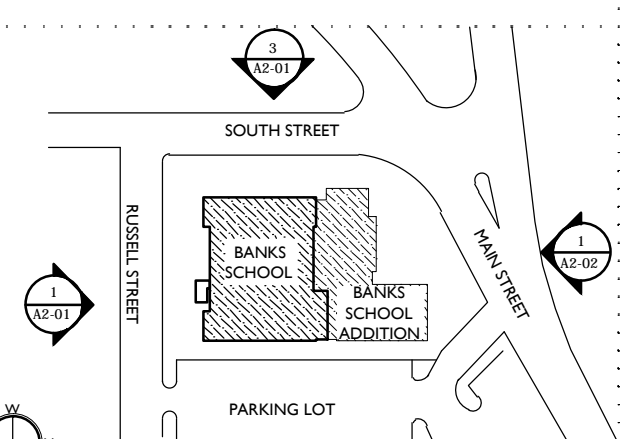 3
A2-01
SOUTH STREET
RUSSELL STREET
BANKS
SCHOOL
MAIN STREET
1
A2-02
1
A2-01
BANKS
SCHOOL
ADDITION
PARKING LOT
W